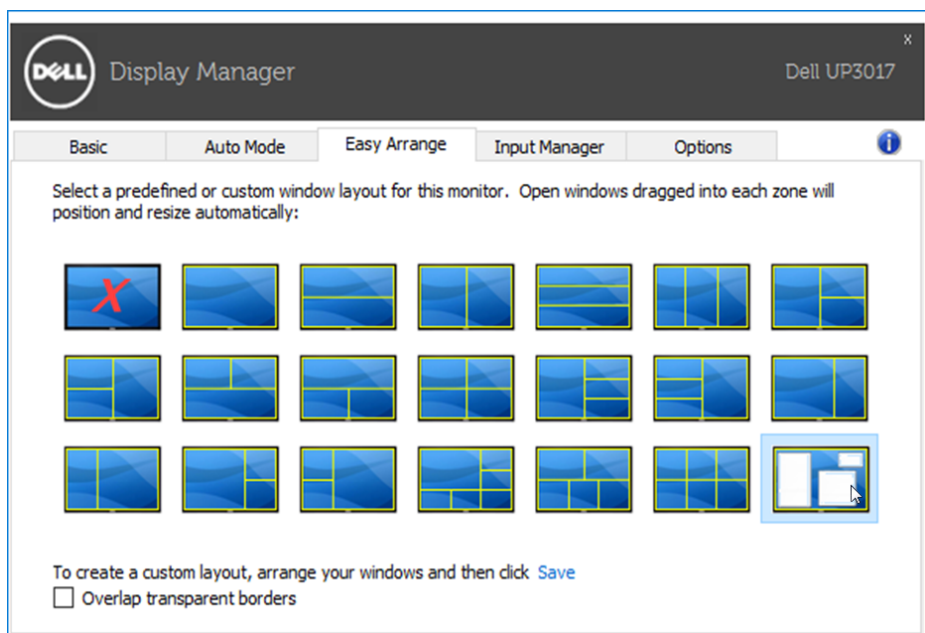 DELL Display Manager
x
Dell UP3017
Basic Auto Mode Easy Arrange Input Manager Options
Select a predefined or custom window layout for this monitor. Open windows dragged into each zone will
position and resize automatically:
X
To create a custom layout, arrange your windows and then click Save
Overlap transparent borders